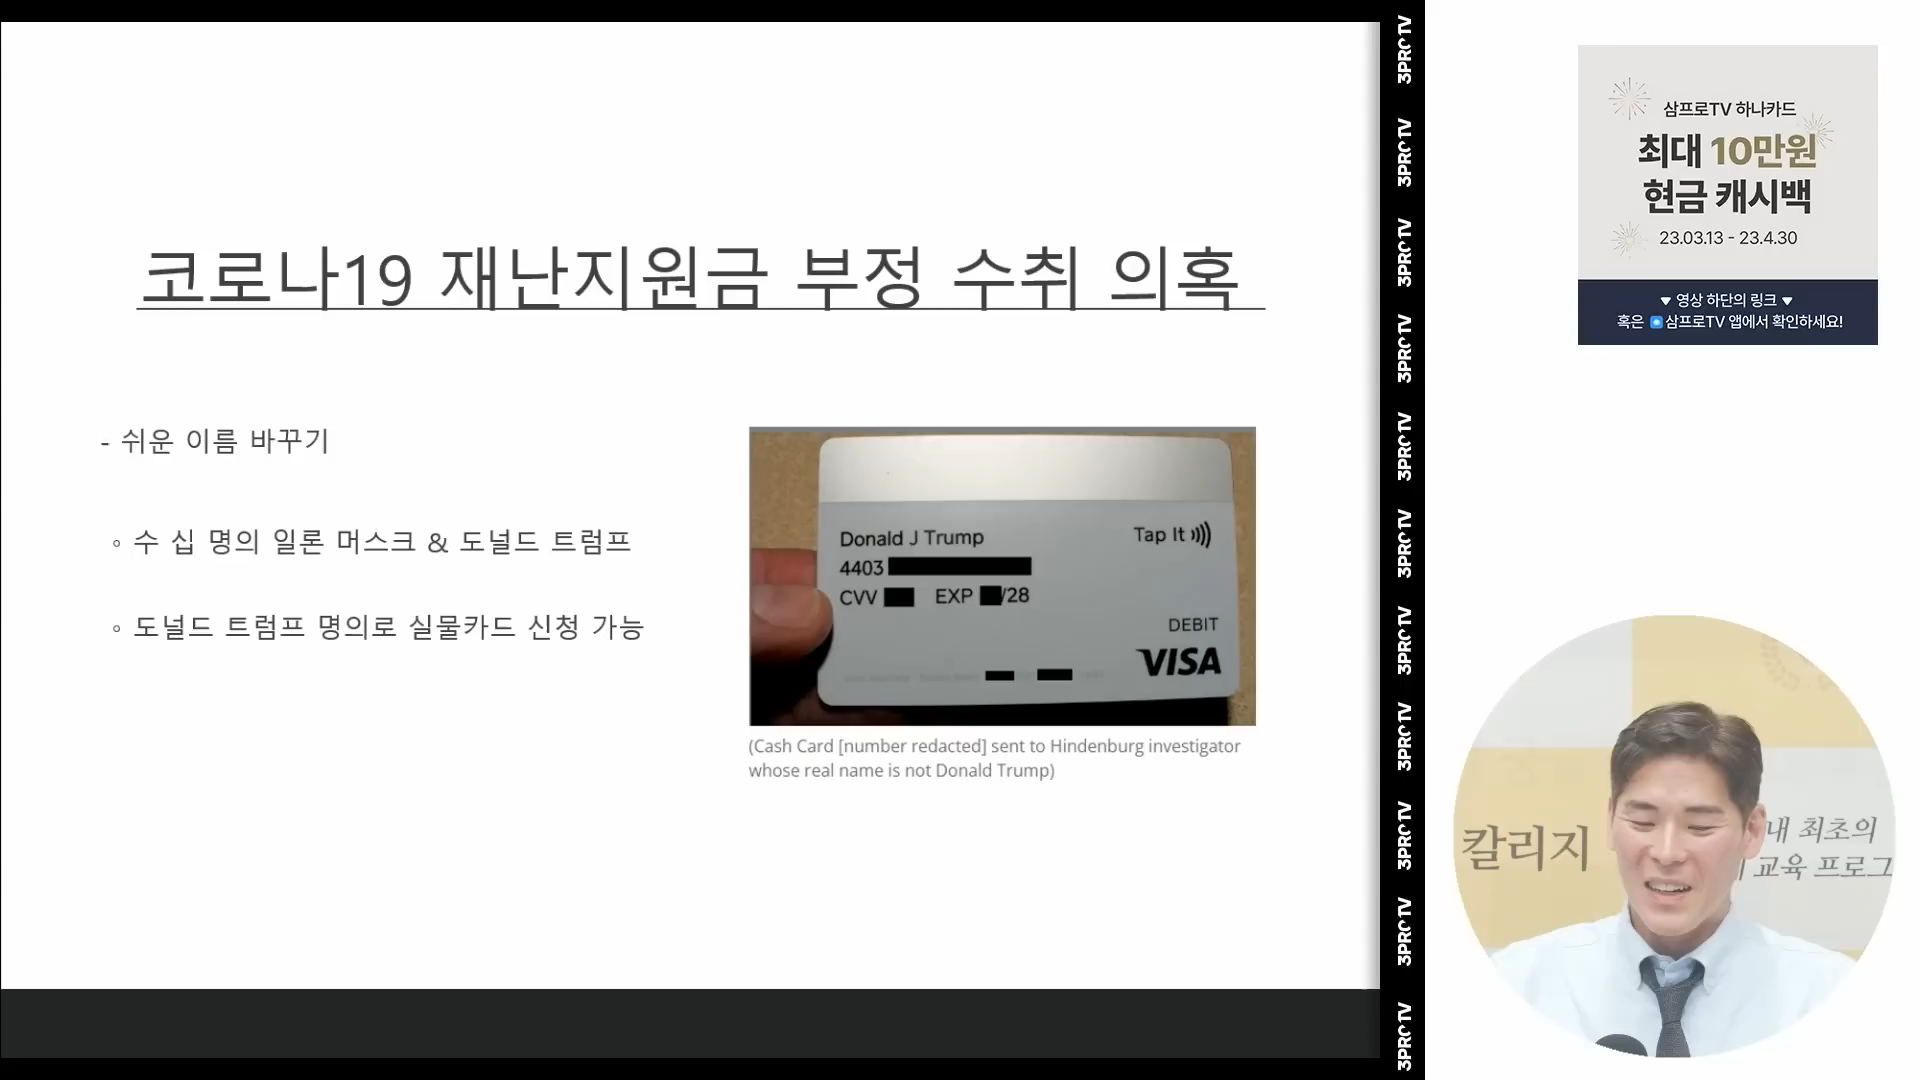 코로나19 재난지원금 부정 수취 의혹
- 쉬운 이름 바꾸기
◦ 수 십 명의 일론 머스크 & 도널드 트럼프
◦ 도널드 트럼프 명의로 실물카드 신청 가능
Donald J Trump
Tap It
4403
CVV EXP /28
DEBIT
VISA
(Cash Card [number redacted] sent to Hindenburg investigator
whose real name is not Donald Trump)
3PROTV
3PROTV
3PROTV
3PROTV
3PROTV
3PROTV
3PROTV
3PROTV
3PROTV
3PROTV
3PROTV
삼프로TV 하나카드
최대 10만원
현금 캐시백
23.03.13 - 23.4.30
▼ 영상 하단의 링크 ▼
혹은 삼프로TV 앱에서 확인하세요!
칼리지
내 최초의
교육 프로그